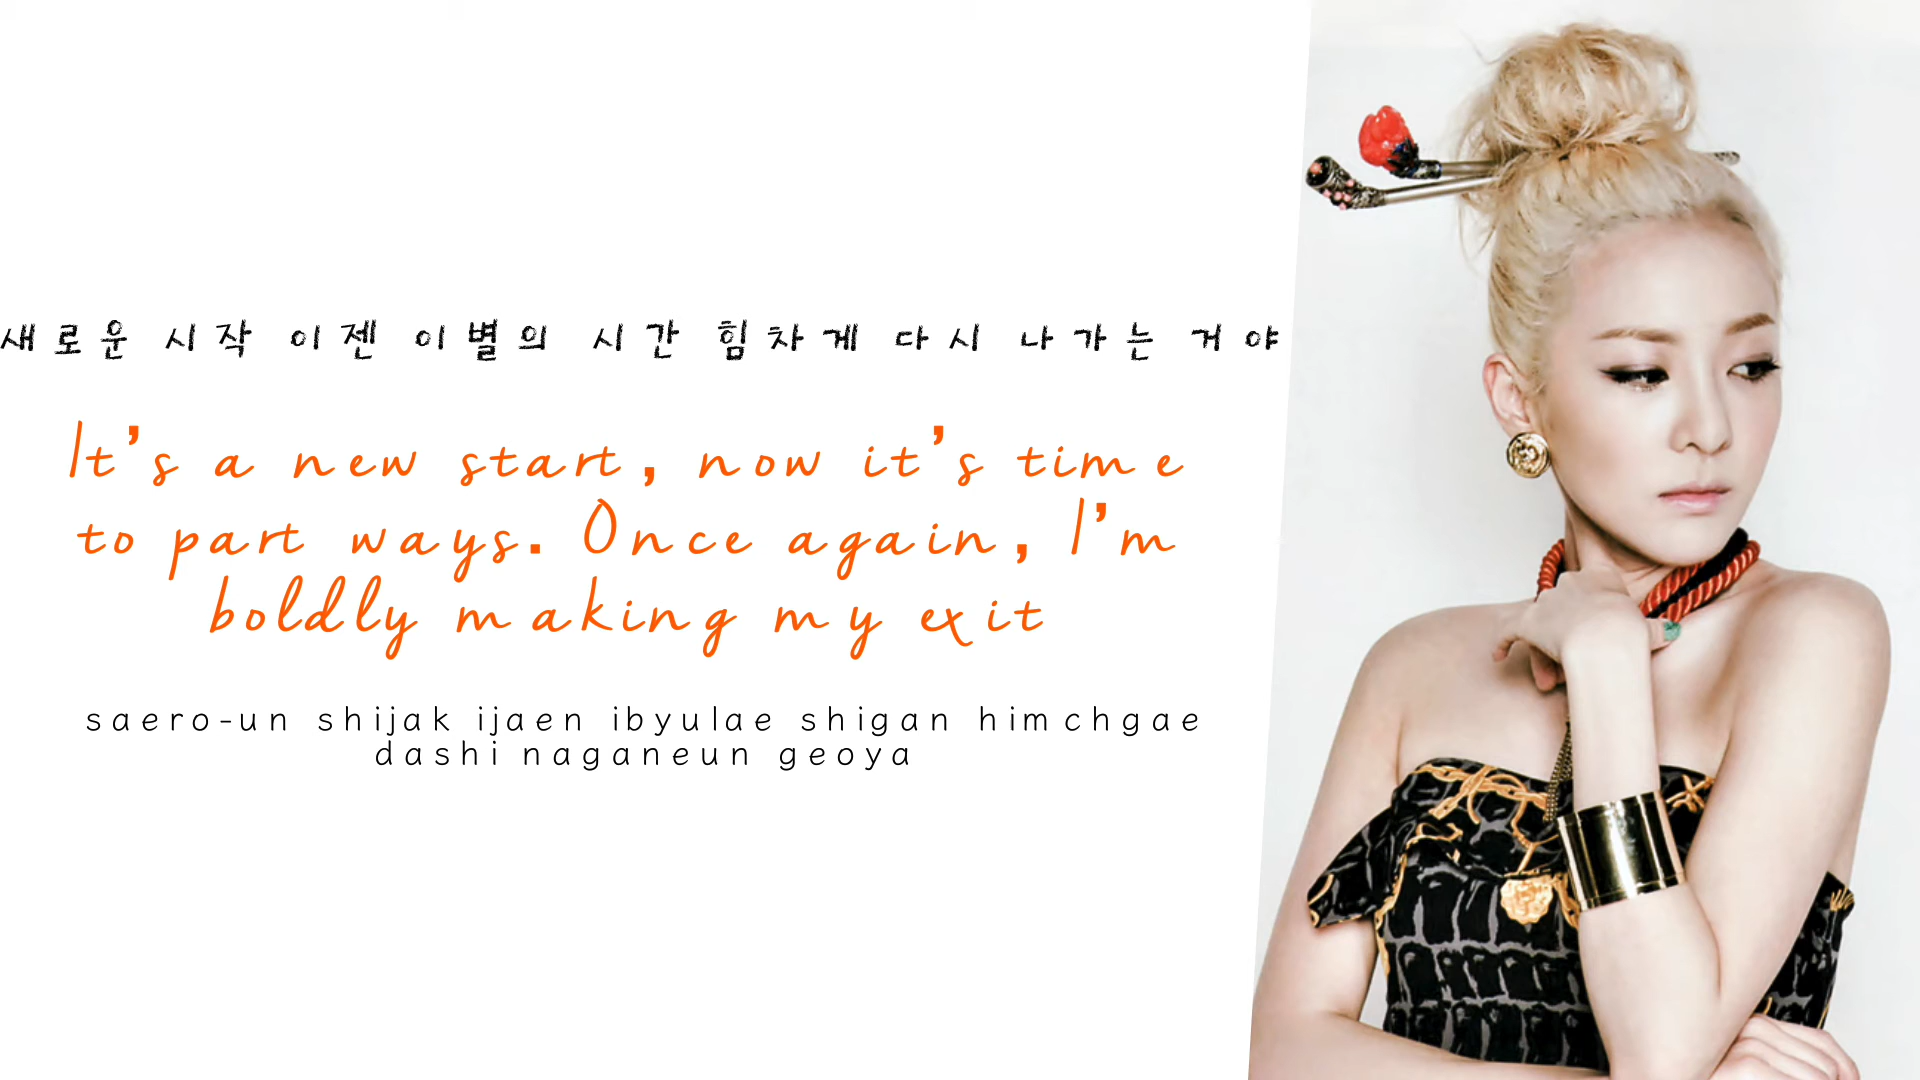 새로운 시작 이젠 이별의 시간 힘차게 다시 나가는 거야
It's a new start, now it's time
to part ways. Once again, I'm
boldly making my exit
saero-un shijak ijaen ibyulae shigan himchgae
dashi naganeun geoya